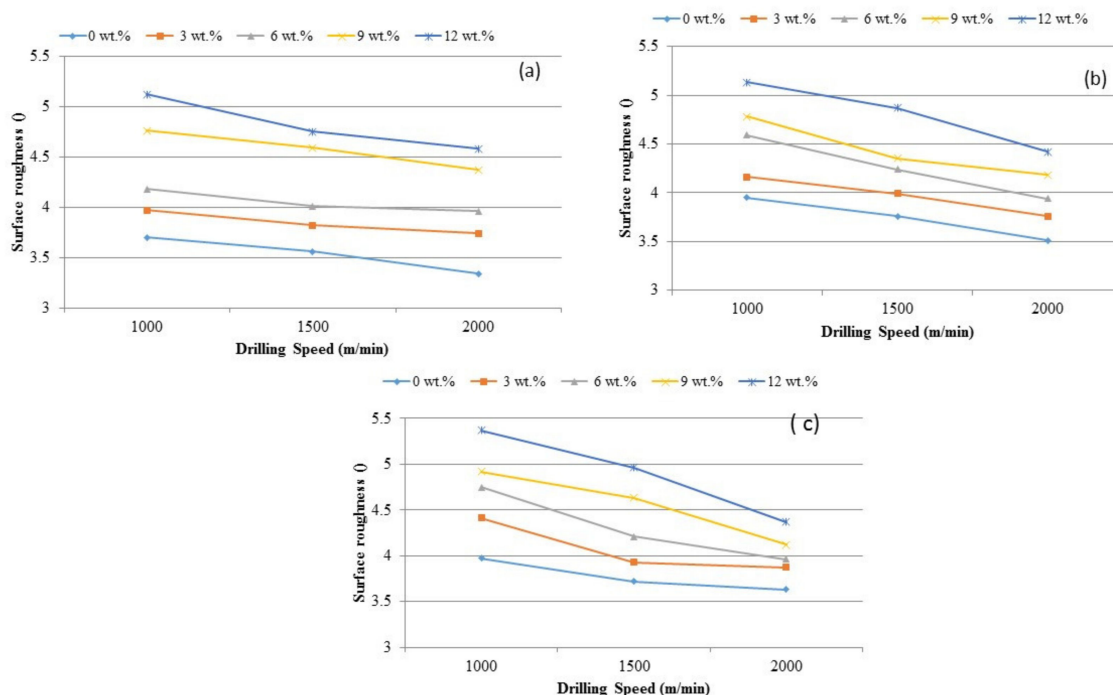 0 wt.% 3 wt.% 6 wt.% 9 wt.% 12 wt.%
(a)
5.5
5
4.5
4
3.5
3
Surface roughness ()
1000 1500 2000
Drilling Speed (m/min)
0 wt.% 3 wt.% 6 wt.% 9 wt.% 12 wt.%
(b)
5.5
5
4.5
4
3.5
3
Surface roughness ()
1000 1500 2000
Drilling Speed (m/min)
0 wt.% 3 wt.% 6 wt.% 9 wt.% 12 wt.%
( c)
5.5
5
4.5
4
3.5
3
Surface roughness ()
1000 1500 2000
Drilling Speed (m/min)